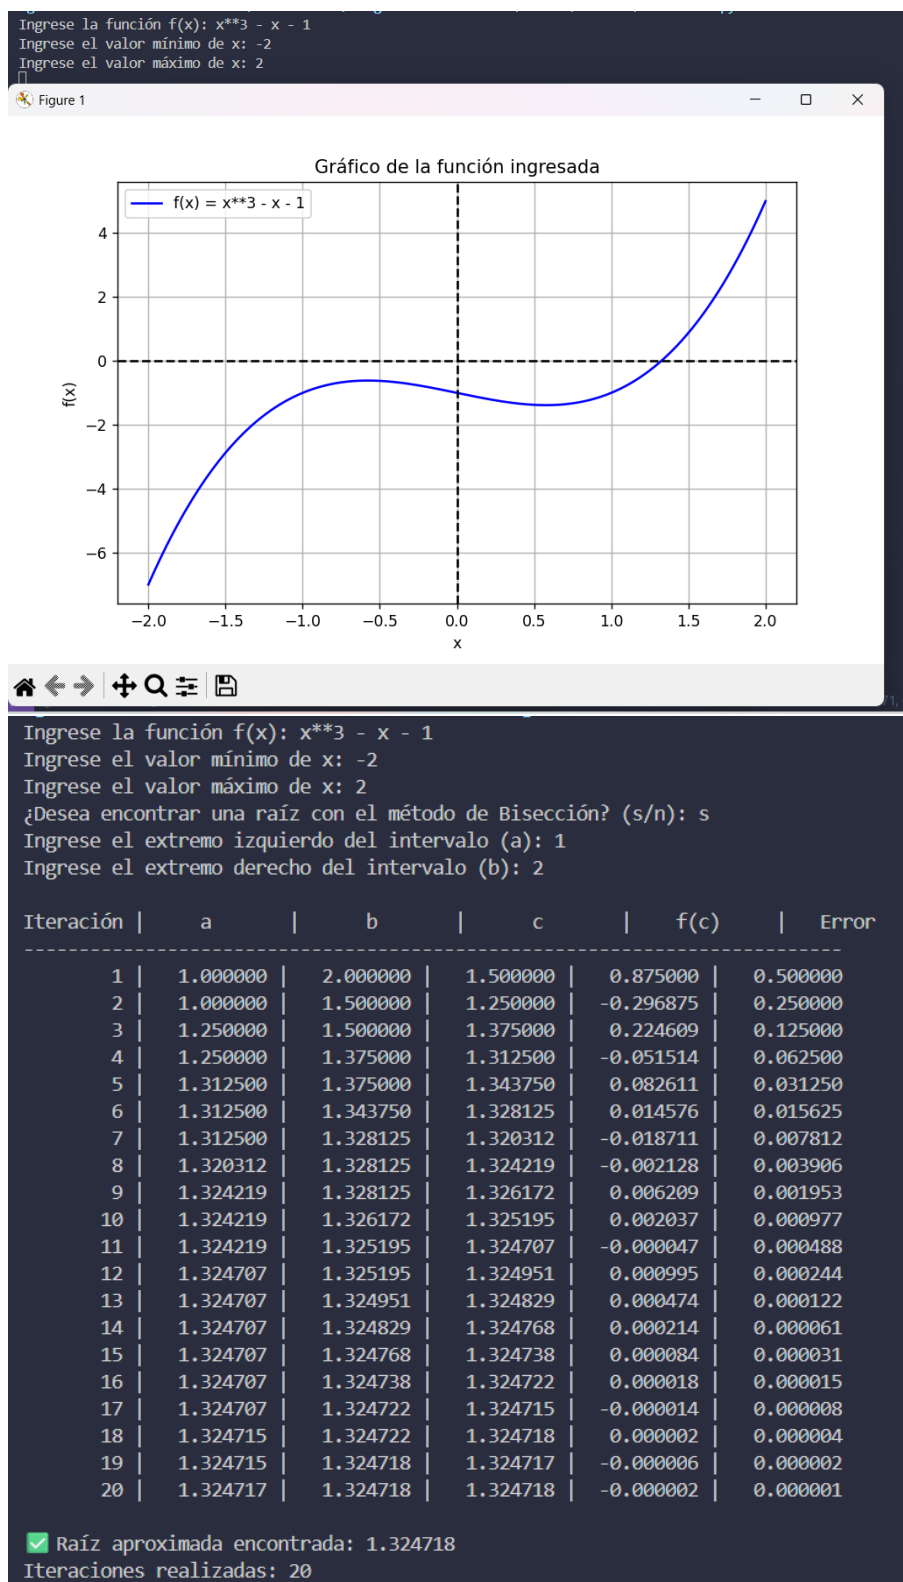 Ingrese la función f(x): x**3 - x - 1
Ingrese el valor mínimo de x: -2
Ingrese el valor máximo de x: 2
Figure 1
Gráfico de la función ingresada
f(x) = x**3 - x - 1
4
2
0
−2
−4
−6
f(x)
−2.0 −1.5 −1.0 −0.5 0.0 0.5 1.0 1.5 2.0
x
Ingrese la función f(x): x**3 - x - 1
Ingrese el valor mínimo de x: -2
Ingrese el valor máximo de x: 2
¿Desea encontrar una raíz con el método de Bisección? (s/n): s
Ingrese el extremo izquierdo del intervalo (a): 1
Ingrese el extremo derecho del intervalo (b): 2
Iteración | a | b | c | f(c) | Error
--------------------------------------------------------------------------
1 | 1.000000 | 2.000000 | 1.500000 | 0.875000 | 0.500000
2 | 1.000000 | 1.500000 | 1.250000 | -0.296875 | 0.250000
3 | 1.250000 | 1.500000 | 1.375000 | 0.224609 | 0.125000
4 | 1.250000 | 1.375000 | 1.312500 | -0.051514 | 0.062500
5 | 1.312500 | 1.375000 | 1.343750 | 0.082611 | 0.031250
6 | 1.312500 | 1.343750 | 1.328125 | 0.014576 | 0.015625
7 | 1.312500 | 1.328125 | 1.320312 | -0.018711 | 0.007812
8 | 1.320312 | 1.328125 | 1.324219 | -0.002128 | 0.003906
9 | 1.324219 | 1.328125 | 1.326172 | 0.006209 | 0.001953
10 | 1.324219 | 1.326172 | 1.325195 | 0.002037 | 0.000977
11 | 1.324219 | 1.325195 | 1.324707 | -0.000047 | 0.000488
12 | 1.324707 | 1.325195 | 1.324951 | 0.000995 | 0.000244
13 | 1.324707 | 1.324951 | 1.324829 | 0.000474 | 0.000122
14 | 1.324707 | 1.324829 | 1.324768 | 0.000214 | 0.000061
15 | 1.324707 | 1.324768 | 1.324738 | 0.000084 | 0.000031
16 | 1.324707 | 1.324738 | 1.324722 | 0.000018 | 0.000015
17 | 1.324707 | 1.324722 | 1.324715 | -0.000014 | 0.000008
18 | 1.324715 | 1.324722 | 1.324718 | 0.000002 | 0.000004
19 | 1.324715 | 1.324718 | 1.324717 | -0.000006 | 0.000002
20 | 1.324717 | 1.324718 | 1.324718 | -0.000002 | 0.000001
✅ Raíz aproximada encontrada: 1.324718
Iteraciones realizadas: 20